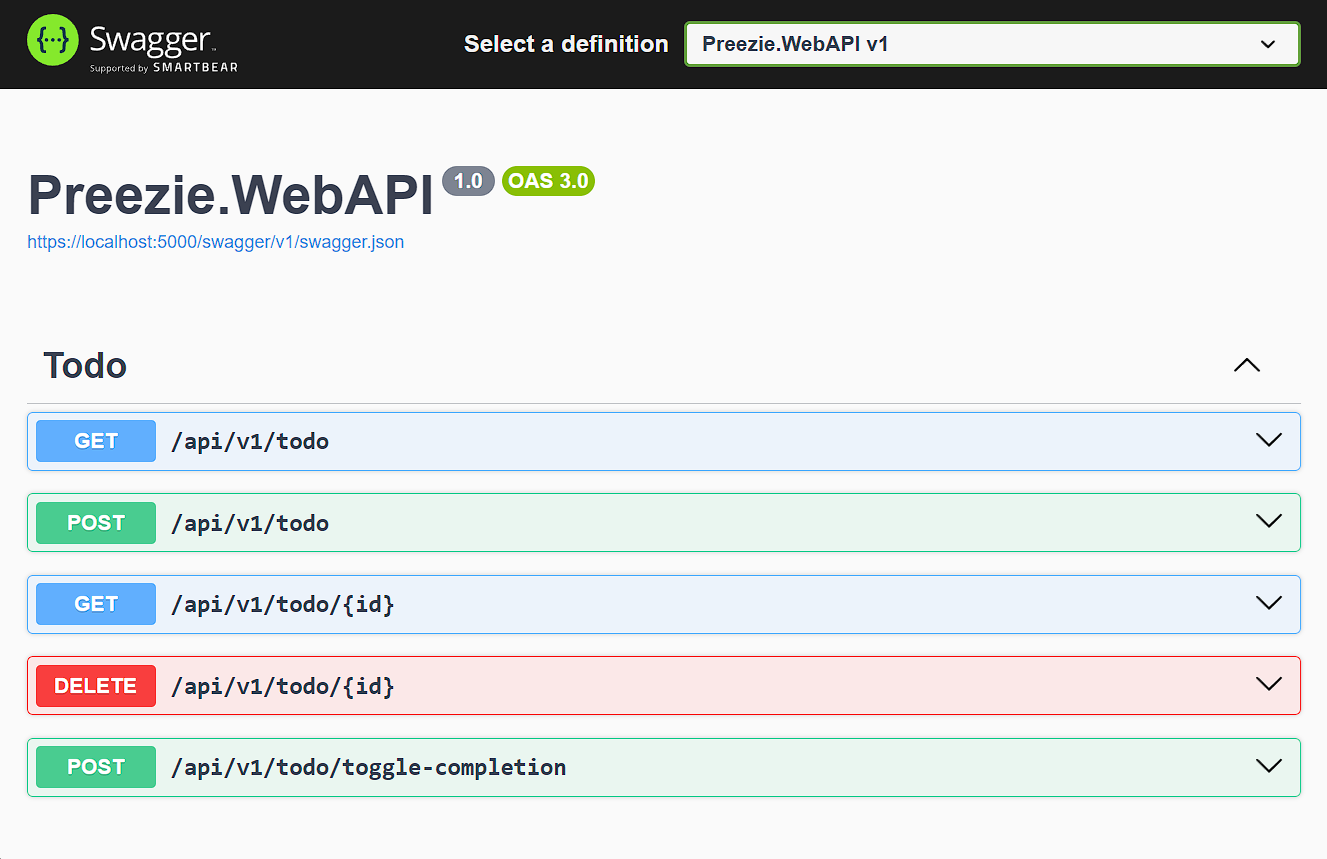 {...} Swagger™
Supported by SMARTBEAR
Select a definition
Preezie.WebAPI v1
Preezie.WebAPI 1.0 OAS 3.0
https://localhost:5000/swagger/v1/swagger.json
Todo
GET /api/v1/todo
POST /api/v1/todo
GET /api/v1/todo/{id}
DELETE /api/v1/todo/{id}
POST /api/v1/todo/toggle-completion